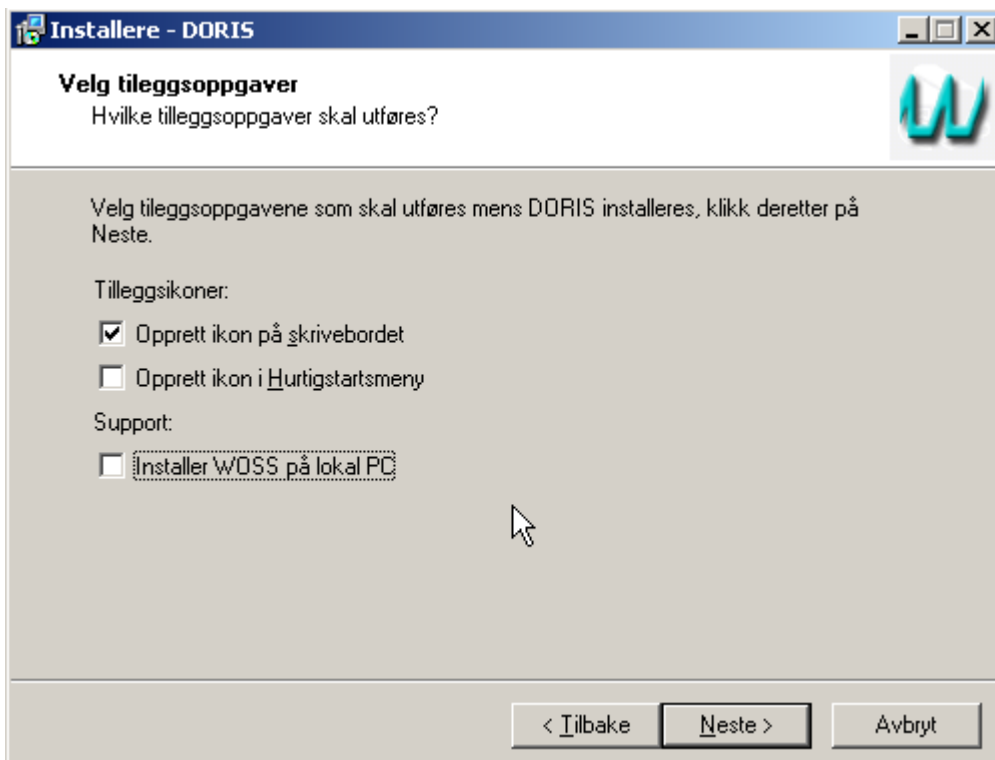 Installere - DORIS
Velg tileggsoppgaver
Hvilke tilleggsoppgaver skal utføres?
Velg tileggsoppgavene som skal utføres mens DORIS installeres, klikk deretter på
Neste.
Tilleggsikoner:
Opprett ikon på skrivebordet
Opprett ikon i Hurtigstartsmeny
Support:
Installer WOSS på lokal PC
< Tilbake
Neste >
Avbryt